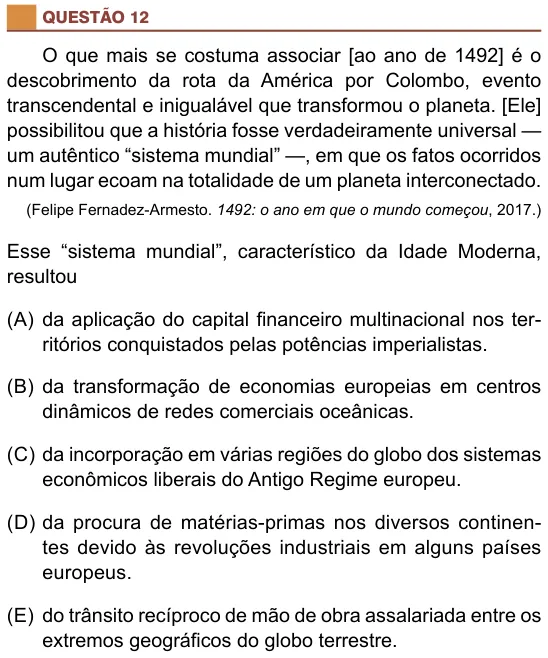 QUESTÃO 12
O que mais se costuma associar [ao ano de 1492] é o
descobrimento da rota da América por Colombo, evento
transcendental e inigualável que transformou o planeta. [Ele]
possibilitou que a história fosse verdadeiramente universal —
um autêntico “sistema mundial” —, em que os fatos ocorridos
num lugar ecoam na totalidade de um planeta interconectado.
(Felipe Fernadez-Armesto. 1492: o ano em que o mundo começou, 2017.)
Esse “sistema mundial”, característico da Idade Moderna,
resultou
(A) da aplicação do capital financeiro multinacional nos ter-
ritórios conquistados pelas potências imperialistas.
(B) da transformação de economias europeias em centros
dinâmicos de redes comerciais oceânicas.
(C) da incorporação em várias regiões do globo dos sistemas
econômicos liberais do Antigo Regime europeu.
(D) da procura de matérias-primas nos diversos continen-
tes devido às revoluções industriais em alguns países
europeus.
(E) do trânsito recíproco de mão de obra assalariada entre os
extremos geográficos do globo terrestre.